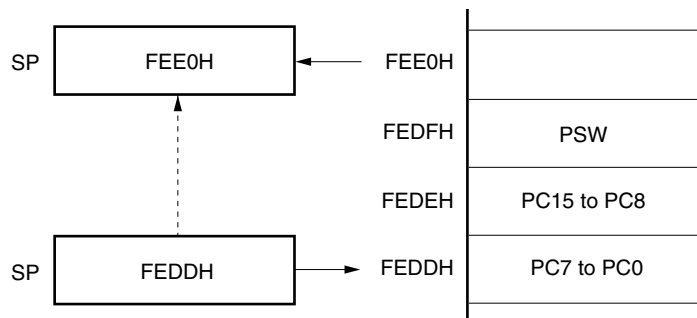 SP FEE0H FEE0H
FEDFH PSW
FEDEH PC15 to PC8
SP FEDDH FEDDH PC7 to PC0